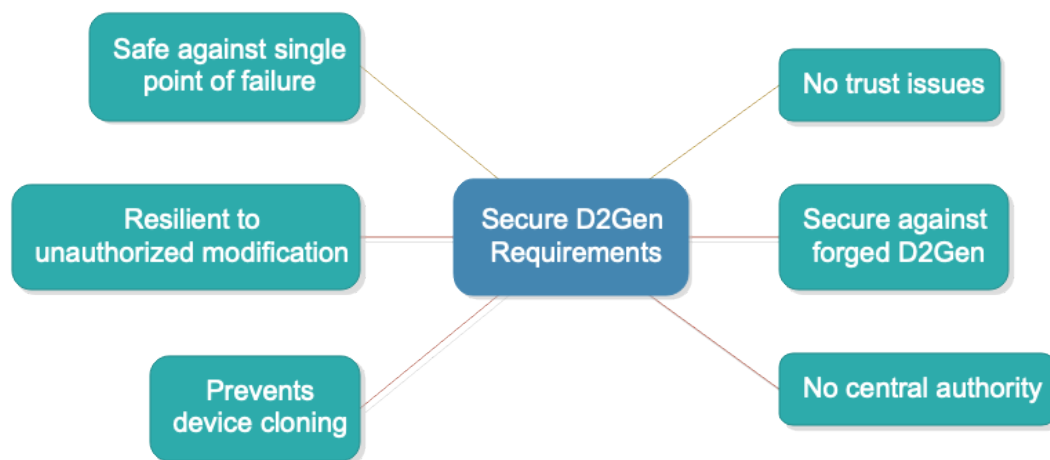 Safe against single
point of failure
No trust issues
Resilient to
unauthorized modification
Secure D2Gen
Requirements
Secure against
forged D2Gen
Prevents
device cloning
No central authority